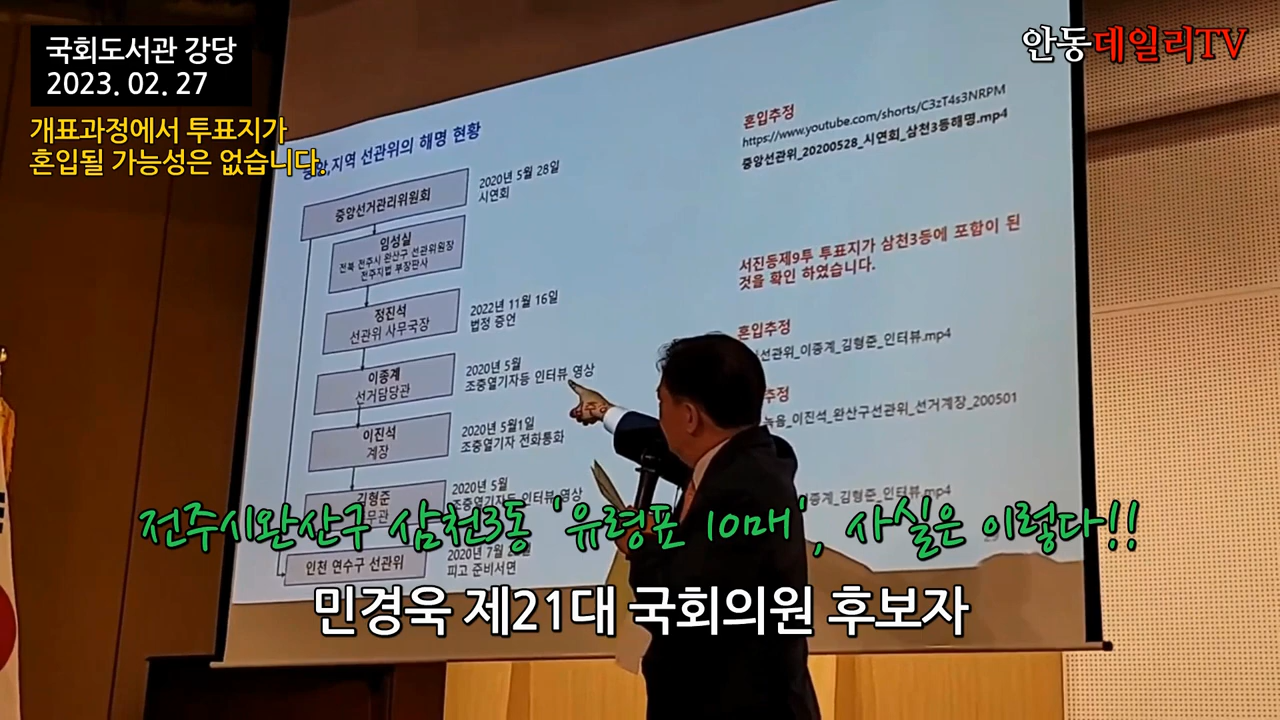 국회도서관 강당
2023. 02. 27
안동데일리TV
개표과정에서 투표지가
혼입될 가능성은 없습니다.
중앙,지역 선관위의 해명 현황
중앙선거관리위원회
2020년 5월 28일
시연회
임성실
전북 전주시 완산구 선관위원장
전주지법 부장판사
정진석
선관위 사무국장
2022년 11월 16일
법정 증언
이종계
선거담당관
2020년 5월
조충열기자등 인터뷰 영상
이진석
계장
2020년 5월1일
조충열기자 전화통화
김형준
2020년 5월
조충열기자등 인터뷰 영상
인천 연수구 선관위
2020년 7월
피고 준비서면
혼입추정
https://www.youtube.com/shorts/C3zT4s3NRPM
중앙선관위_20200528_시연회_삼천3동해명.mp4
서진동제9투 투표지가 삼천3동에 포함이 된
것을 확인 하였습니다.
혼입추정
선관위_이종계_김형준_인터뷰.mp4
추정
녹음_이진석_완산구선관위_선거계장_200501
이종계_김형준_인터뷰.mp4
전주시완산구 삼천3동 '유령표 10매', 사실은 이렇다!!
민경욱 제21대 국회의원 후보자